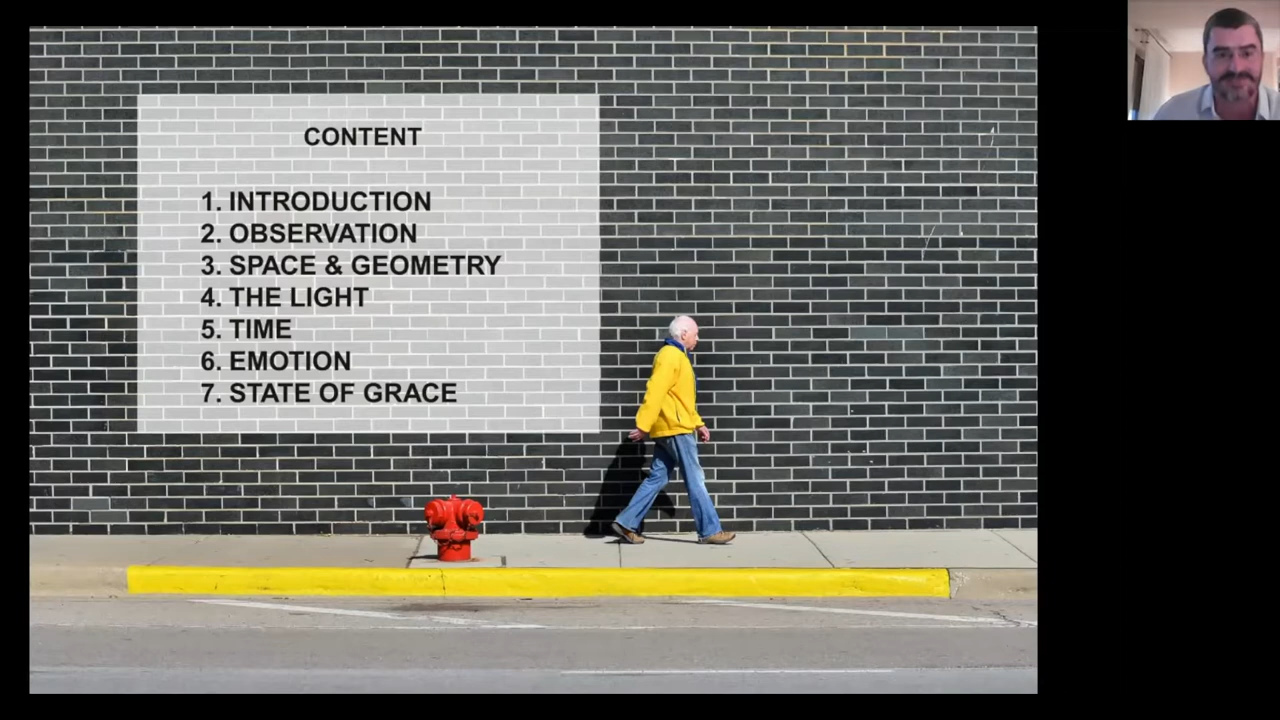 CONTENT
1. INTRODUCTION
2. OBSERVATION
3. SPACE & GEOMETRY
4. THE LIGHT
5. TIME
6. EMOTION
7. STATE OF GRACE